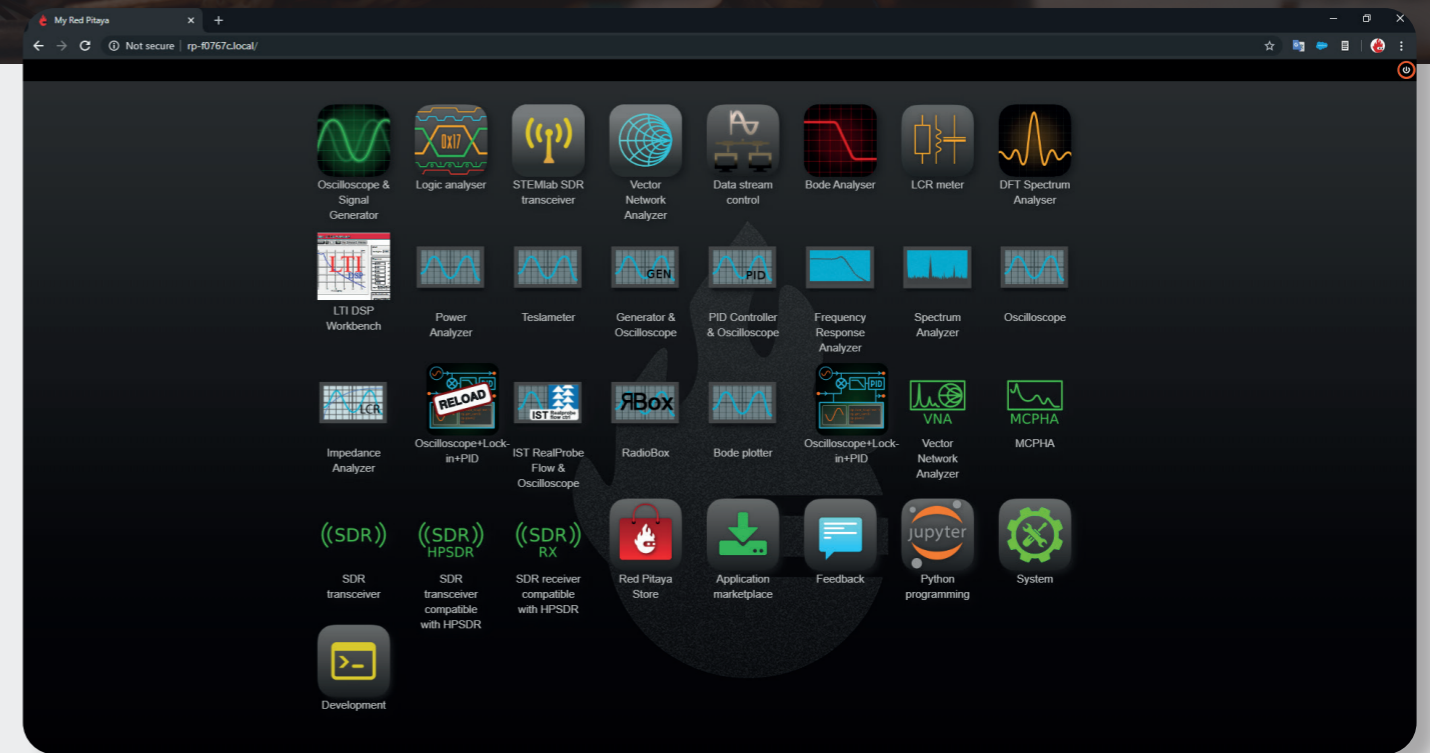 My Red Pitaya
Not secure rp-f0767c.local/
0x17
Oscilloscope &
Signal
Generator
Logic analyser
STEMlab SDR
transceiver
Vector
Network
Analyzer
Data stream
control
Bode Analyser
LCR meter
DFT Spectrum
Analyser
LTI
LTI DSP
Workbench
Power
Analyzer
Teslameter
GEN
Generator &
Oscilloscope
PID
PID Controller
& Oscilloscope
Frequency
Response
Analyzer
Spectrum
Analyzer
Oscilloscope
LCR
Impedance
Analyzer
PID
RELOAD
Oscilloscope+Lock-
in+PID
IST Realprobe
flow ctrl
IST RealProbe
Flow &
Oscilloscope
RBox
RadioBox
Bode plotter
PID
Oscilloscope+Lock-
in+PID
VNA
Vector
Network
Analyzer
MCPHA
MCPHA
((SDR))
SDR
transceiver
((SDR))
HPSDR
SDR
transceiver
compatible
with HPSDR
((SDR))
RX
SDR receiver
compatible
with HPSDR
Red Pitaya
Store
Application
marketplace
Feedback
jupyter
Python
programming
System
>_
Development